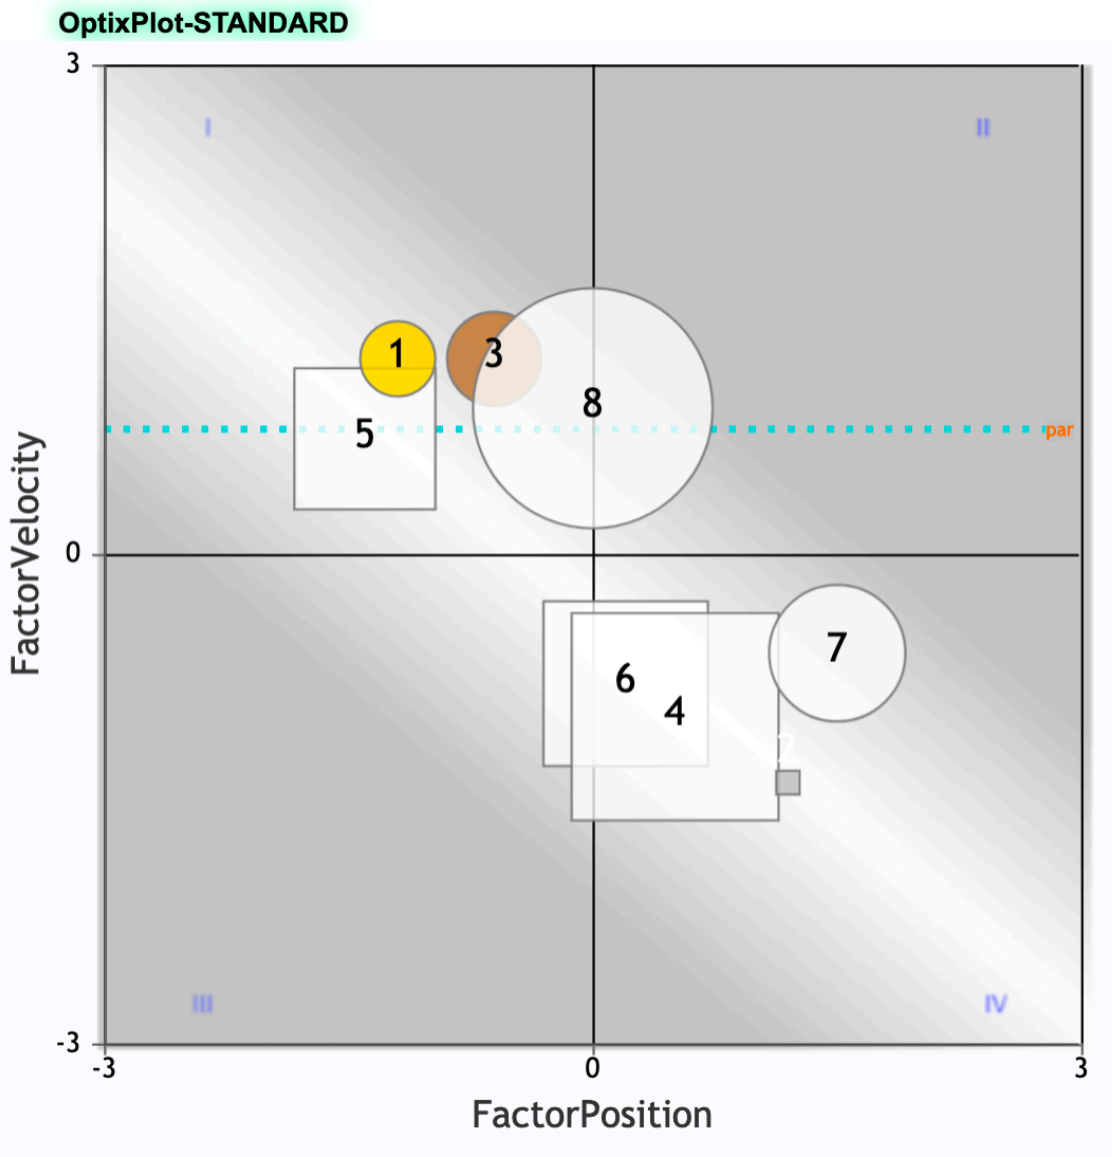 OptixPlot-STANDARD
3
I
II
1
3
8
5
par
0
FactorVelocity
7
6
4
2
III
IV
-3
-3
0
3
FactorPosition